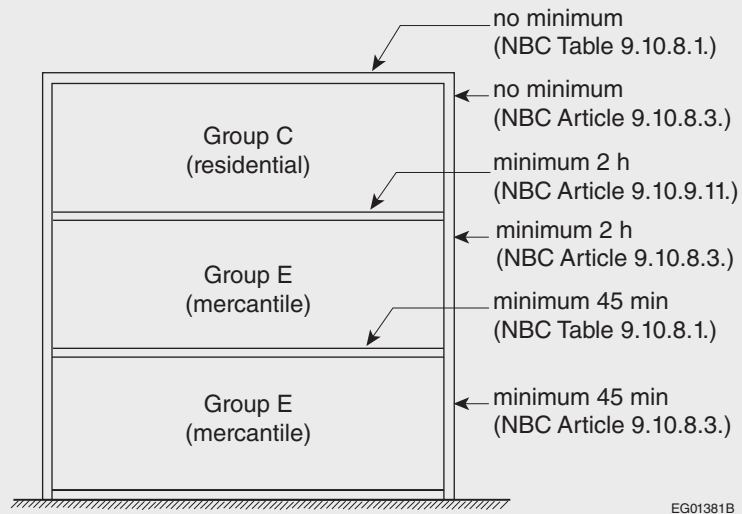 no minimum
(NBC Table 9.10.8.1.)
no minimum
(NBC Article 9.10.8.3.)
Group C
(residential)
minimum 2 h
(NBC Article 9.10.9.11.)
minimum 2 h
(NBC Article 9.10.8.3.)
Group E
(mercantile)
minimum 45 min
(NBC Table 9.10.8.1.)
Group E
(mercantile)
minimum 45 min
(NBC Article 9.10.8.3.)
EG01381B